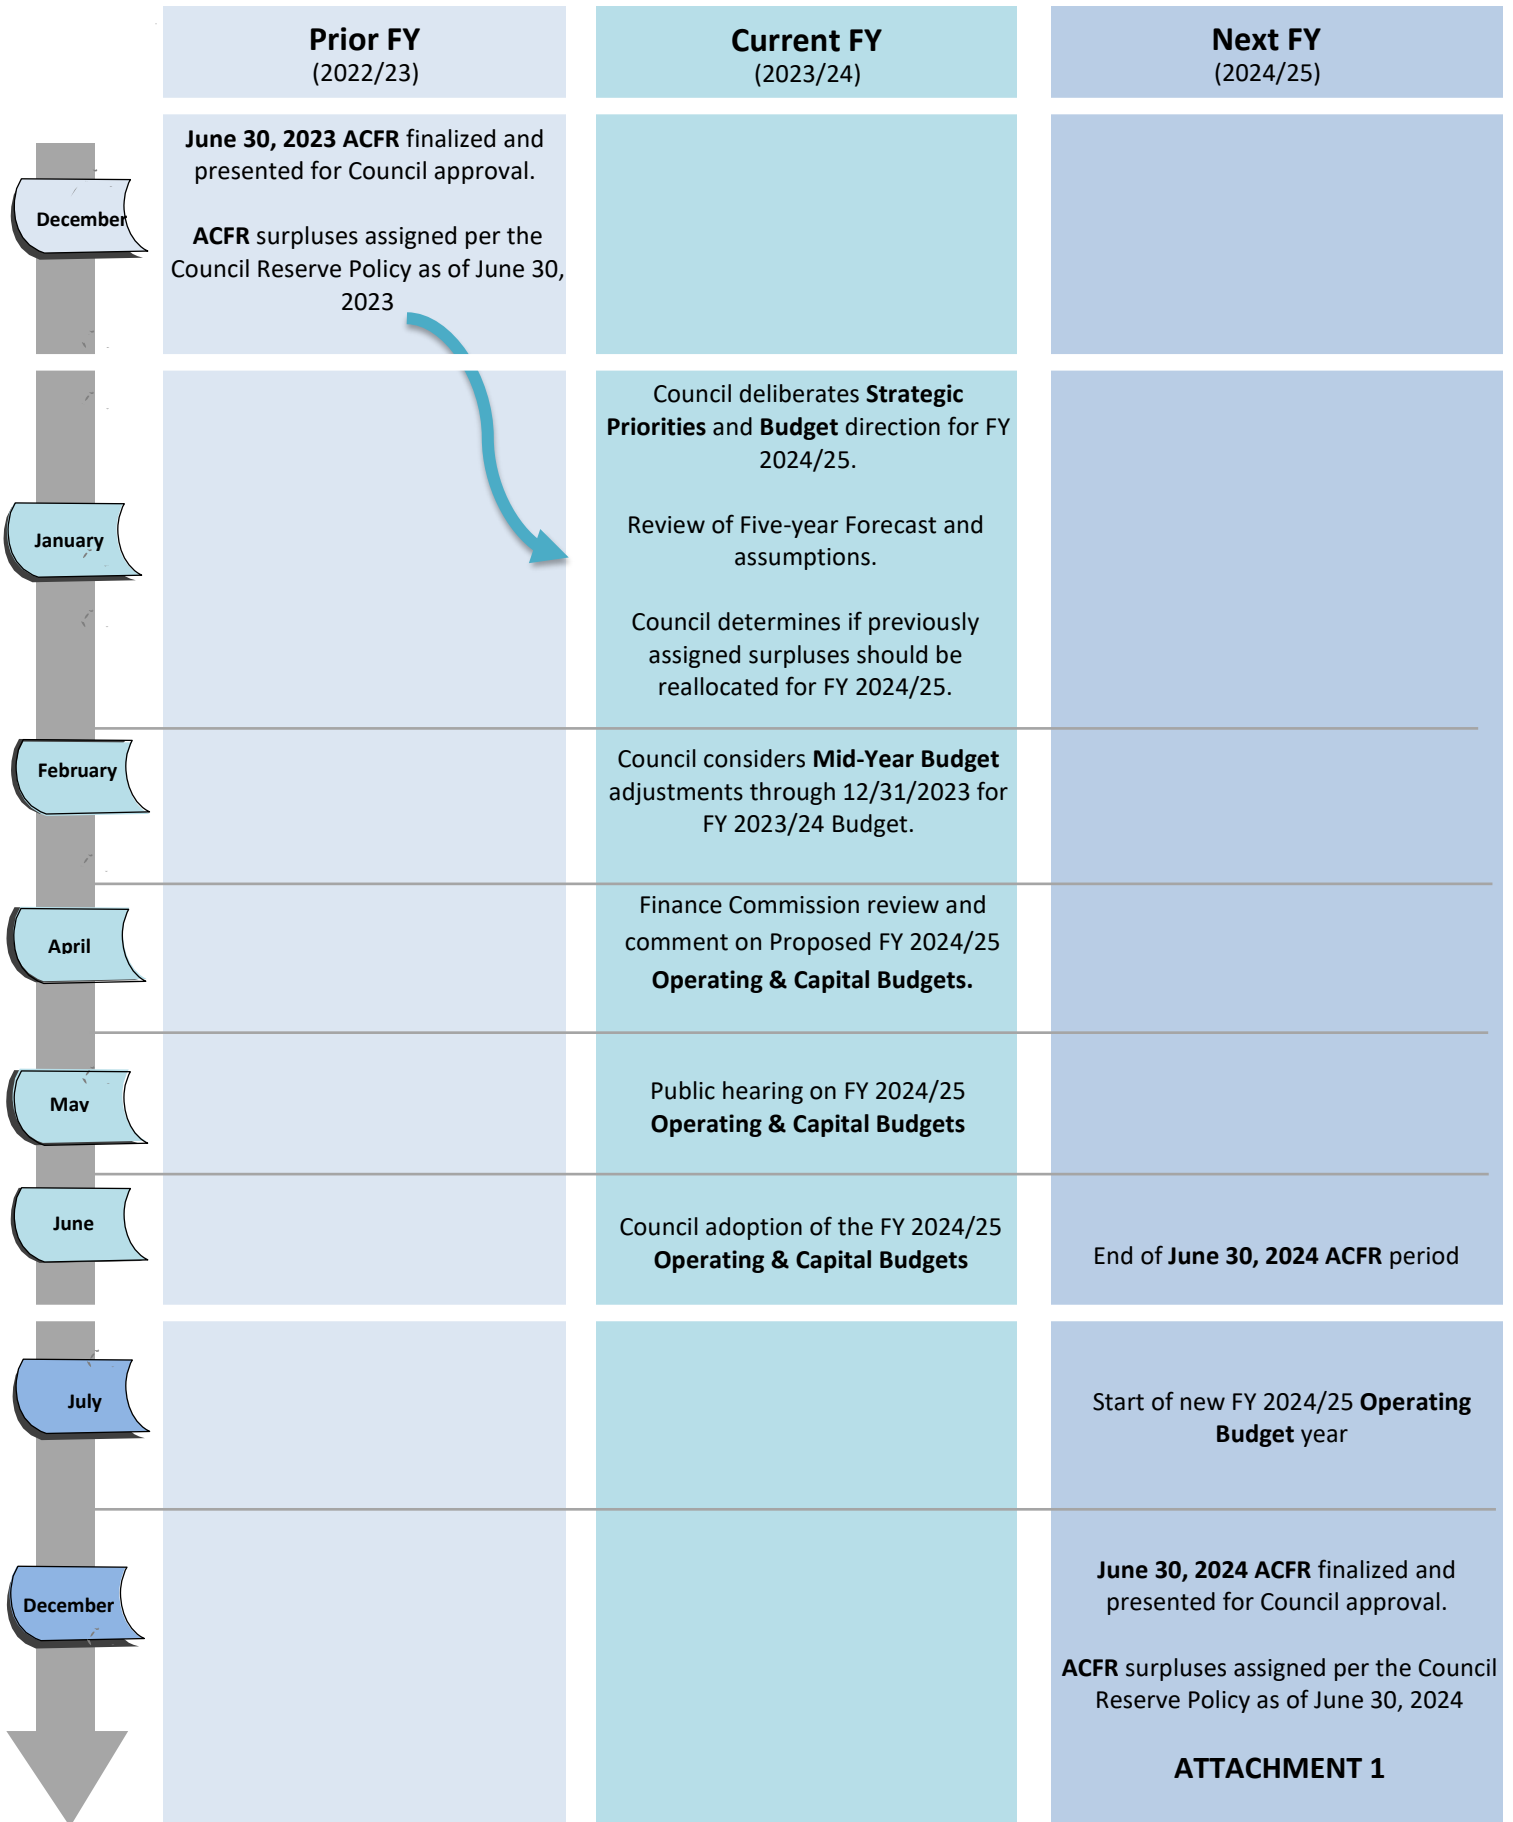 Prior FY
(2022/23)
Current FY
(2023/24)
Next FY
(2024/25)
December
June 30, 2023 ACFR finalized and
presented for Council approval.
ACFR surpluses assigned per the
Council Reserve Policy as of June 30,
2023
January
Council deliberates Strategic
Priorities and Budget direction for FY
2024/25.
Review of Five-year Forecast and
assumptions.
Council determines if previously
assigned surpluses should be
reallocated for FY 2024/25.
February
Council considers Mid-Year Budget
adjustments through 12/31/2023 for
FY 2023/24 Budget.
April
Finance Commission review and
comment on Proposed FY 2024/25
Operating & Capital Budgets.
May
Public hearing on FY 2024/25
Operating & Capital Budgets
June
Council adoption of the FY 2024/25
Operating & Capital Budgets
End of June 30, 2024 ACFR period
July
Start of new FY 2024/25 Operating
Budget year
December
June 30, 2024 ACFR finalized and
presented for Council approval.
ACFR surpluses assigned per the Council
Reserve Policy as of June 30, 2024
ATTACHMENT 1